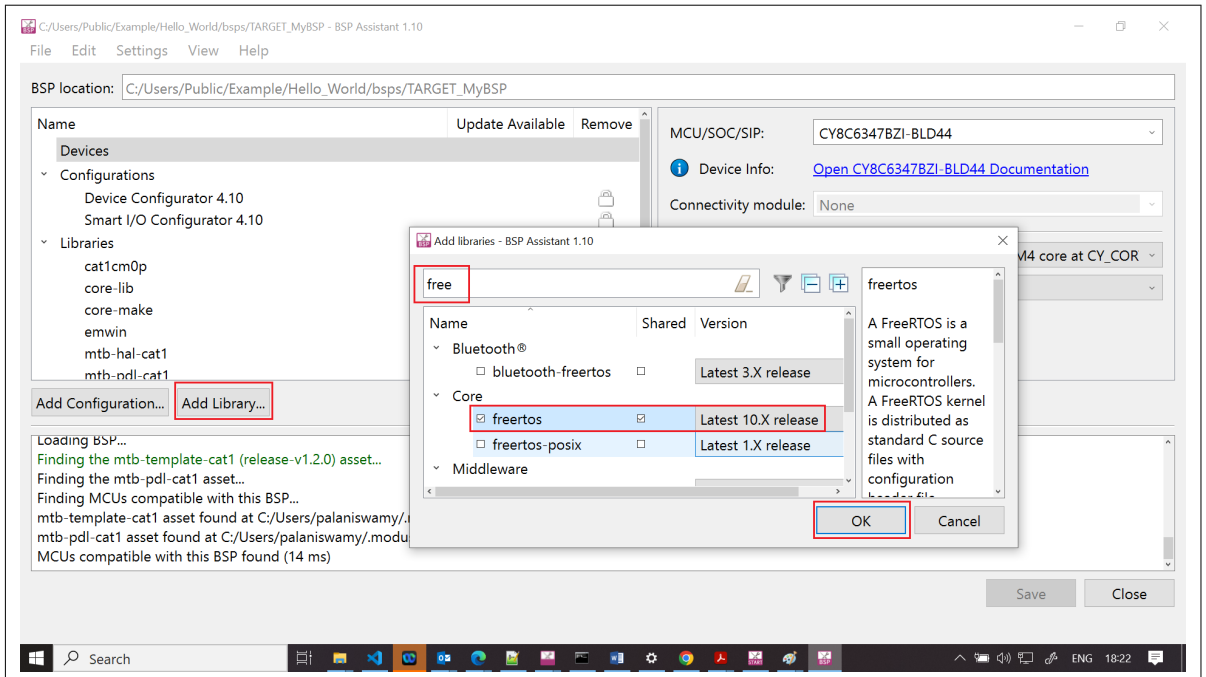 C:/Users/Public/Example/Hello_World/bsps/TARGET_MyBSP - BSP Assistant 1.10
File Edit Settings View Help
BSP location: C:/Users/Public/Example/Hello_World/bsps/TARGET_MyBSP
Name Update Available Remove
Devices
Configurations
Device Configurator 4.10
Smart I/O Configurator 4.10
Libraries
cat1cm0p
core-lib
core-make
emwin
mtb-hal-cat1
mtb-pdl-cat1
Add Configuration... Add Library...
MCU/SOC/SIP: CY8C6347BZI-BLD44
Device Info: Open CY8C6347BZI-BLD44 Documentation
Connectivity module: None
M4 core at CY_COR
Add libraries - BSP Assistant 1.10
free
Name Shared Version
Bluetooth®
bluetooth-freertos Latest 3.X release
Core
freertos Latest 10.X release
freertos-posix Latest 1.X release
Middleware
freertos
A FreeRTOS is a
small operating
system for
microcontrollers.
A FreeRTOS kernel
is distributed as
standard C source
files with
configuration
header file
OK Cancel
Loading BSP...
Finding the mtb-template-cat1 (release-v1.2.0) asset...
Finding the mtb-pdl-cat1 asset...
Finding MCUs compatible with this BSP...
mtb-template-cat1 asset found at C:/Users/palaniswamy/.
mtb-pdl-cat1 asset found at C:/Users/palaniswamy/.modu
MCUs compatible with this BSP found (14 ms)
Save Close
Search
ENG 18:22